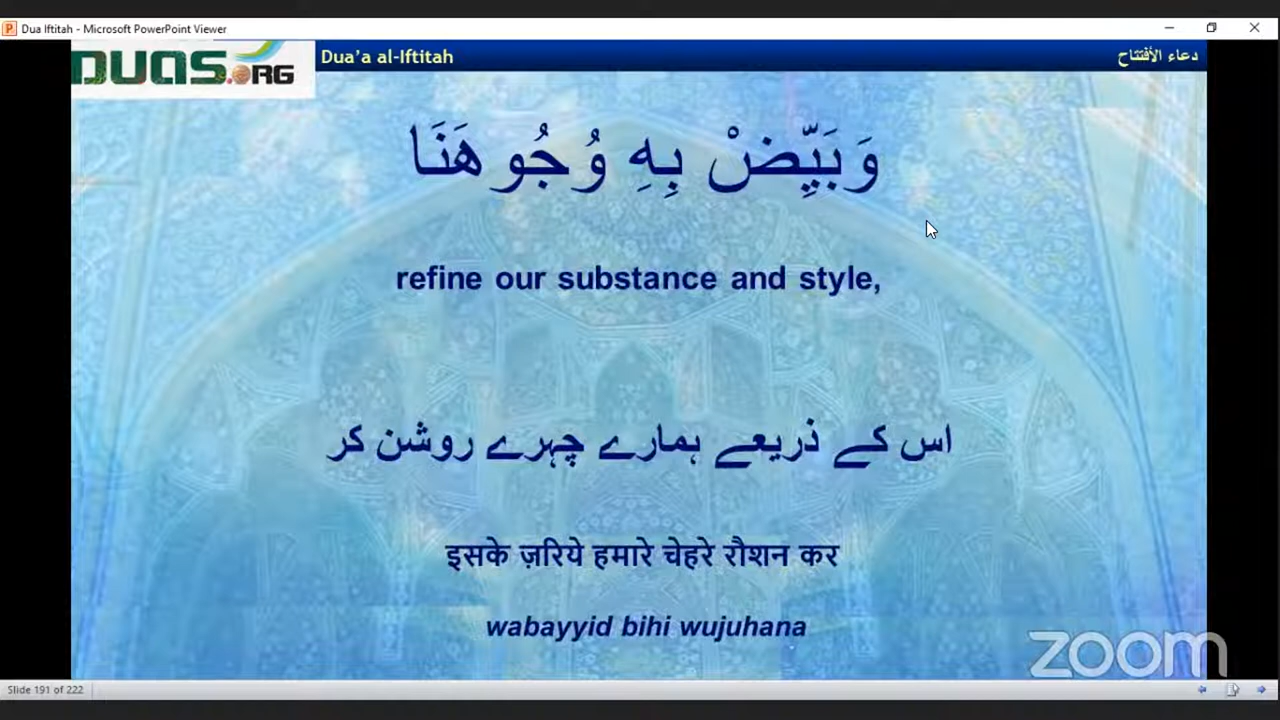 Dua Iftitah - Microsoft PowerPoint Viewer
DUAS.ORG
Dua'a al-Iftitah
دعاء الأفتتاح
وَبَيِّضْ بِهِ وُجُوهَنَا
refine our substance and style,
اس کے ذریعے ہمارے چہرے روشن کر
इसके ज़रिये हमारे चेहरे रौशन कर
wabayyid bihi wujuhana
zoom
Slide 191 of 222